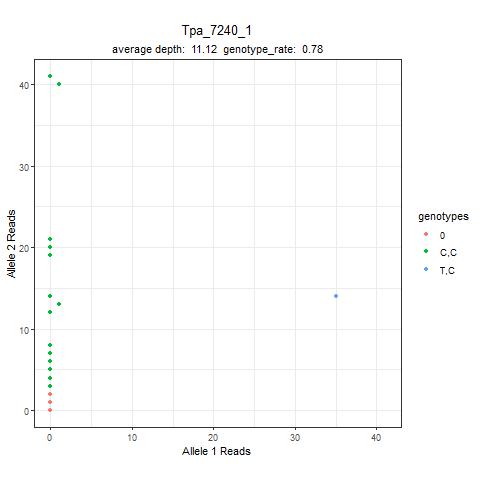 Tpa_7240_1
average depth: 11.12 genotype_rate: 0.78
40
30
20
10
0
Allele 2 Reads
0 10 20 30 40
Allele 1 Reads
genotypes
0
C,C
T,C